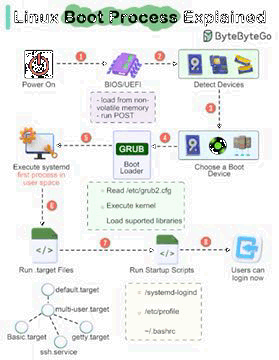 Linux Boot Process Explained
ByteByteGo
1
2
Power On
BIOS/UEFI
Detect Devices
- load from non-
volatile memory
- run POST
3
5
4
GRUB
Execute systemd
first process in
user space
Boot
Loader
Choose a Boot
Device
Read /etc/grub2.cfg
Execute kernel
Load suported libraries
6
7
8
Run .target Files
Run Startup Scripts
Users can
login now
default.target
multi-user.target
Basic.target
getty.target
ssh.service
/systemd-logind
/etc/profile
~/.bashrc